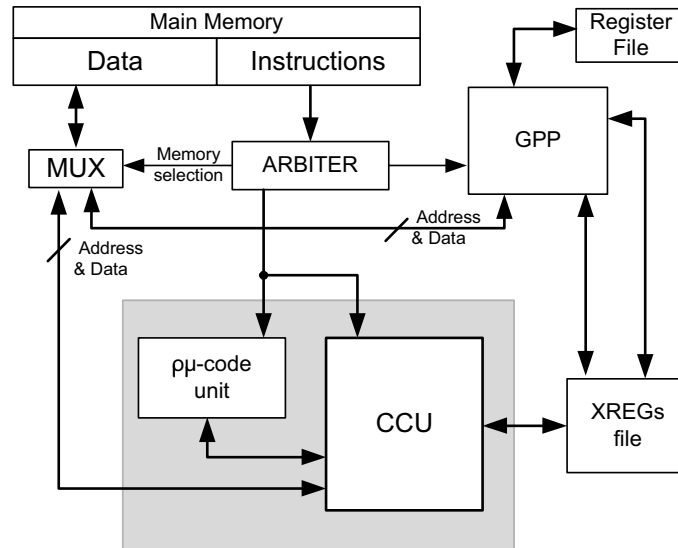 Main Memory
Data
Instructions
Register
File
GPP
MUX
Memory
selection
ARBITER
Address
& Data
Address
& Data
ρμ-code
unit
CCU
XREGs
file